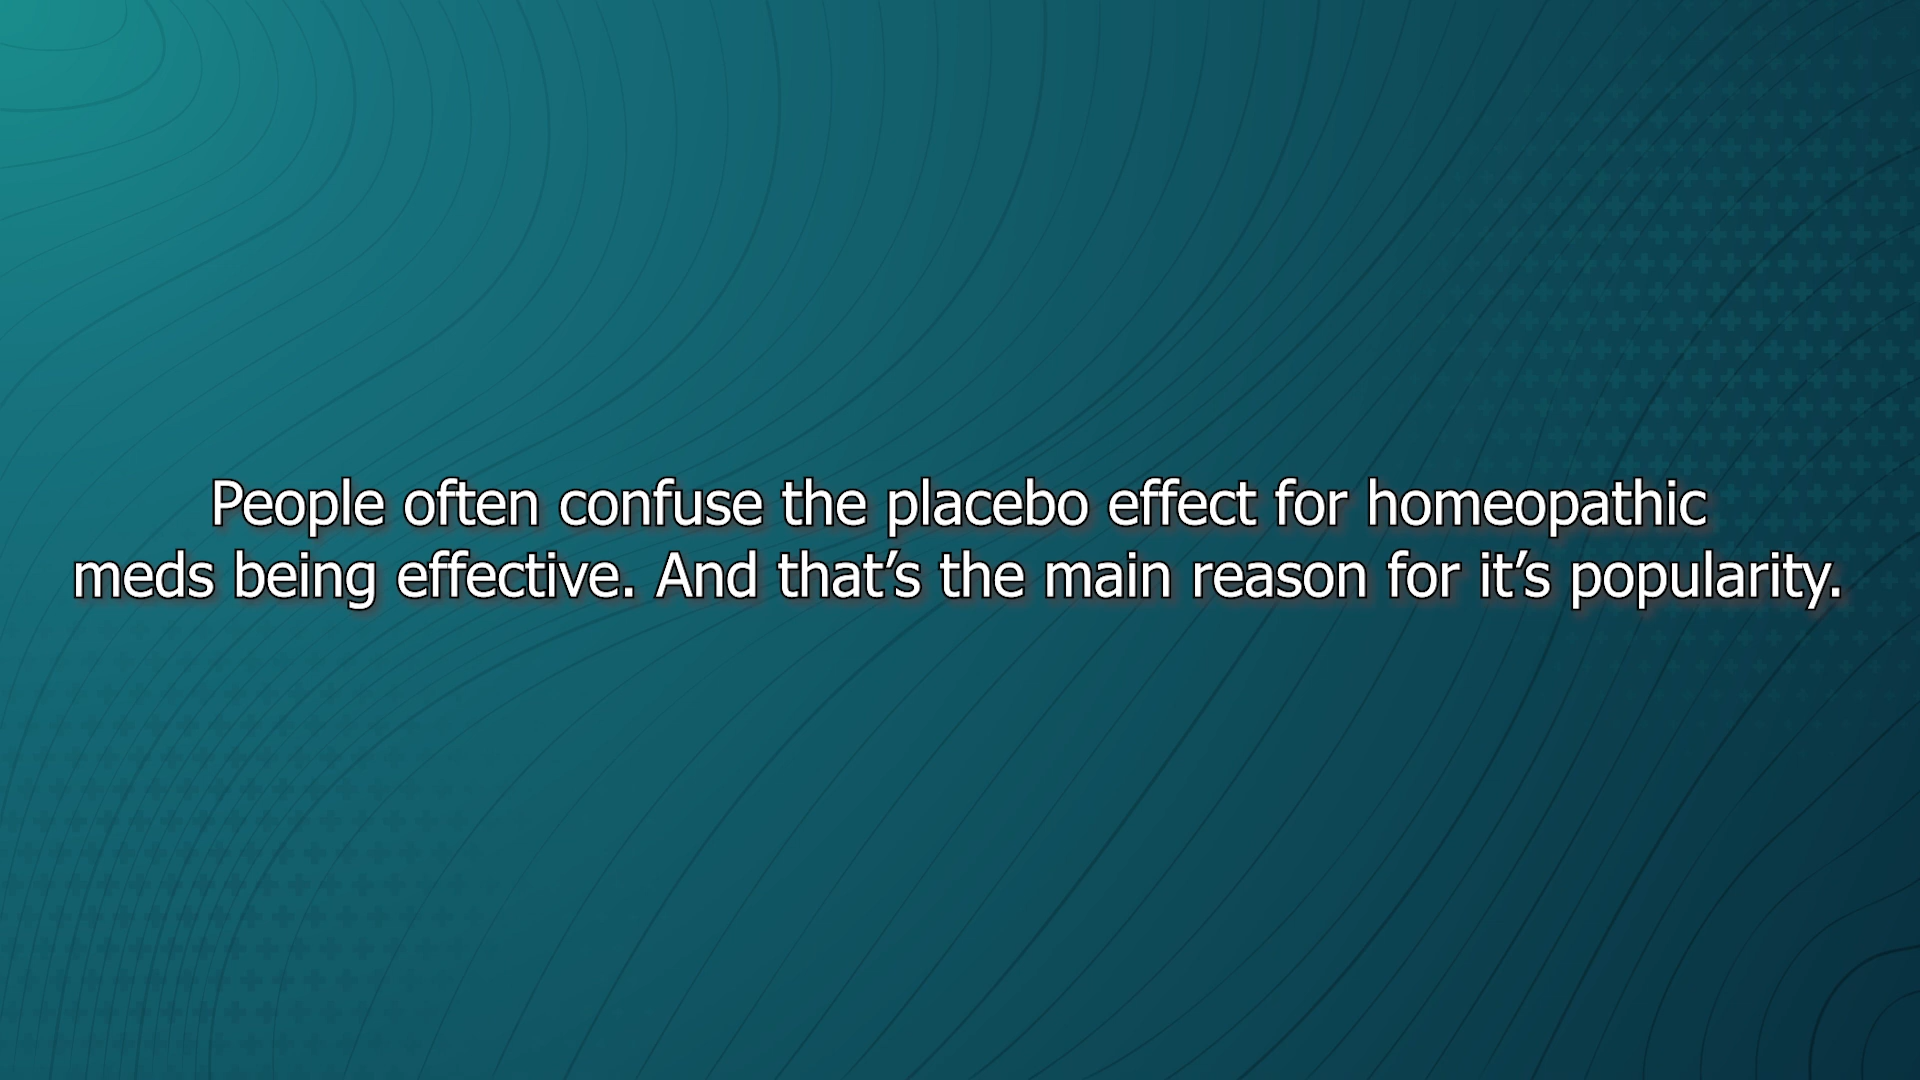 People often confuse the placebo effect for homeopathic
meds being effective. And that’s the main reason for it’s popularity.